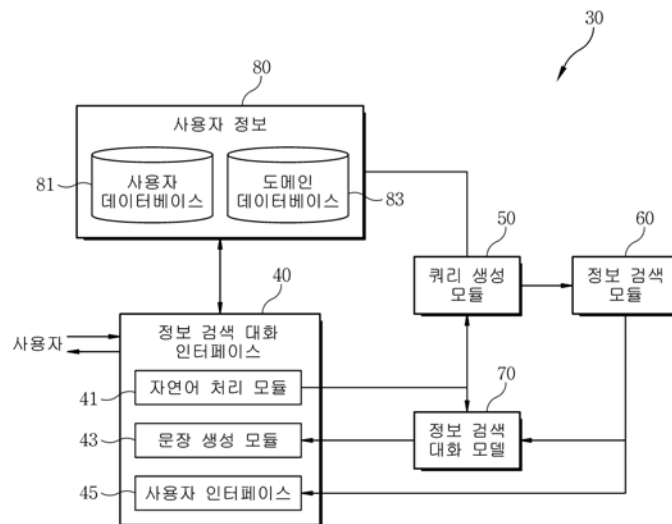 30
80
사용자 정보
81
사용자
데이터베이스
도메인
데이터베이스
83
50
쿼리 생성
모듈
60
정보 검색
모듈
40
사용자
정보 검색 대화
인터페이스
41
자연어 처리 모듈
43
문장 생성 모듈
45
사용자 인터페이스
70
정보 검색
대화 모델